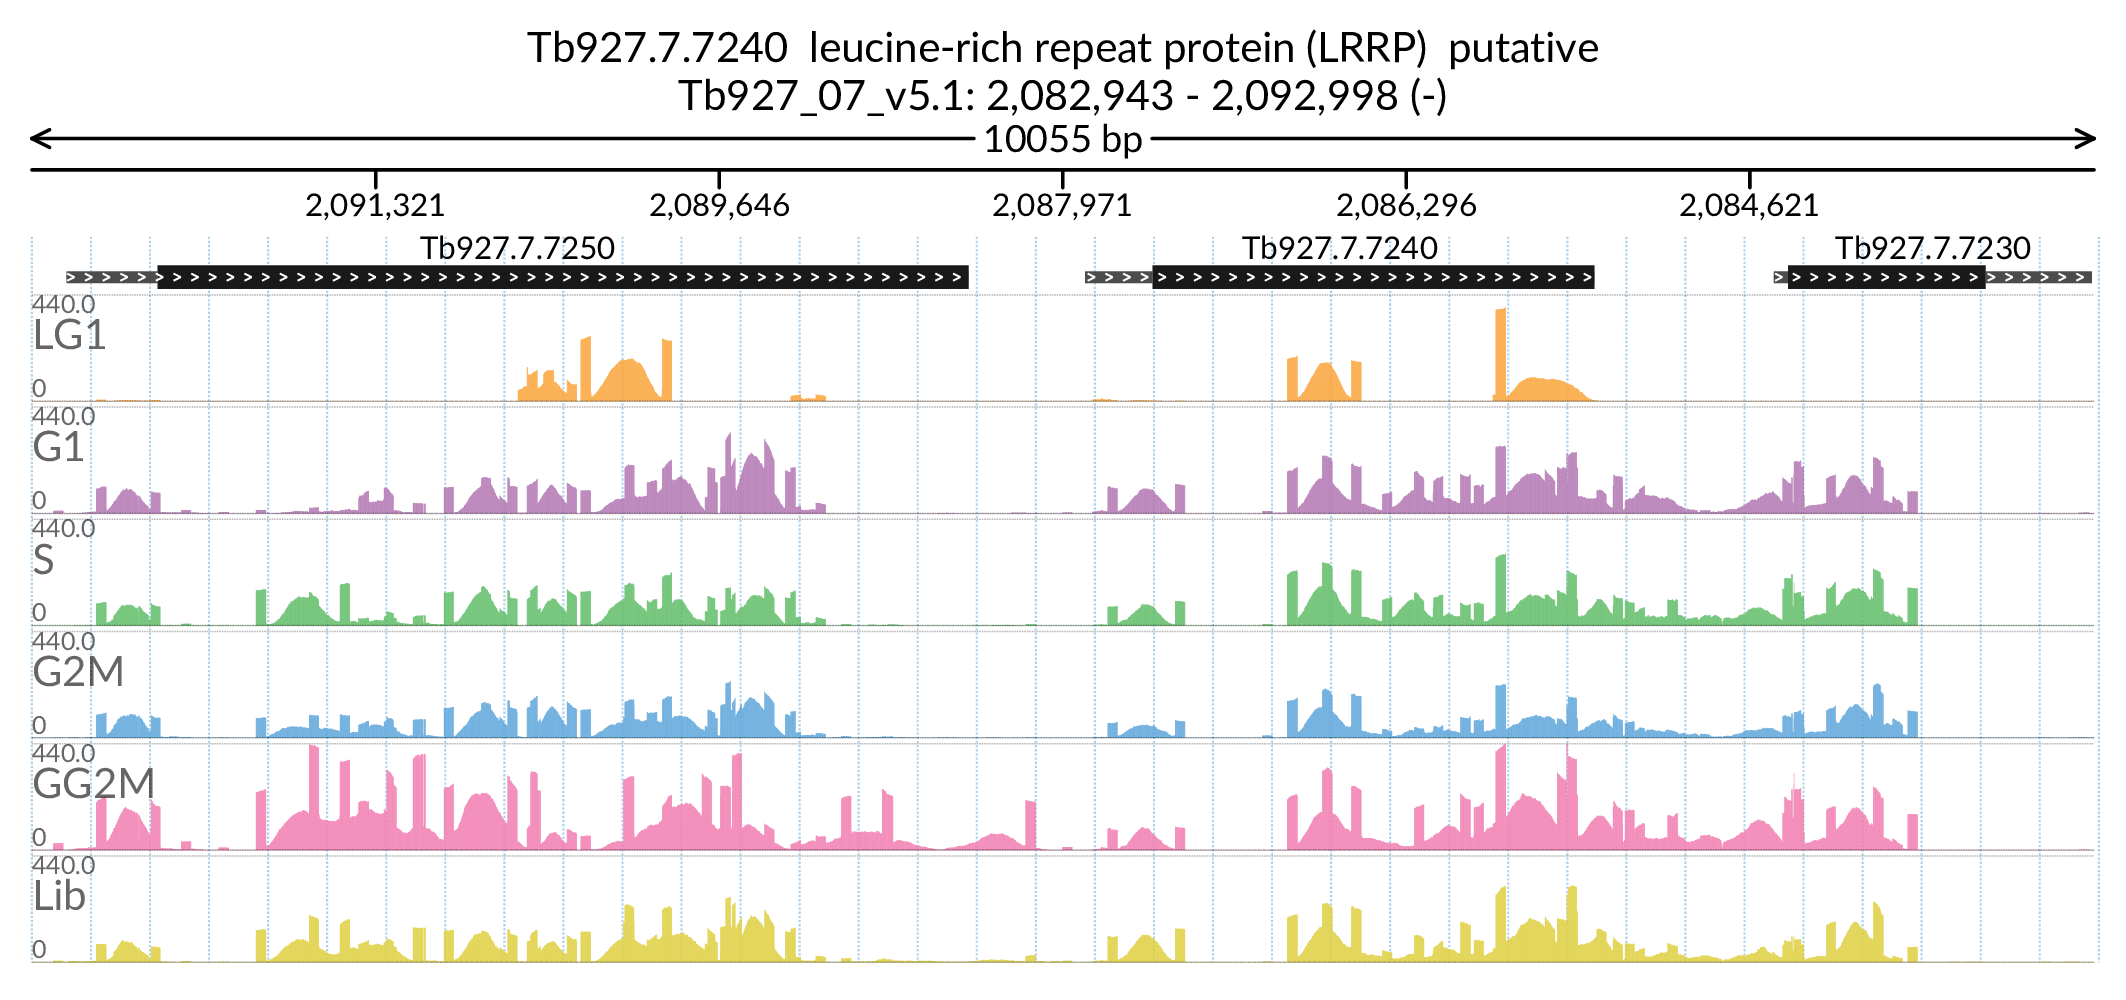 Tb927.7.7240 leucine-rich repeat protein (LRRP) putative
Tb927_07_v5.1: 2,082,943 - 2,092,998 (-)
10055 bp
2,091,321 2,089,646 2,087,971 2,086,296 2,084,621
Tb927.7.7250 Tb927.7.7240 Tb927.7.7230
440.0
LG1
0
440.0
G1
0
440.0
S
0
440.0
G2M
0
440.0
GG2M
0
440.0
Lib
0